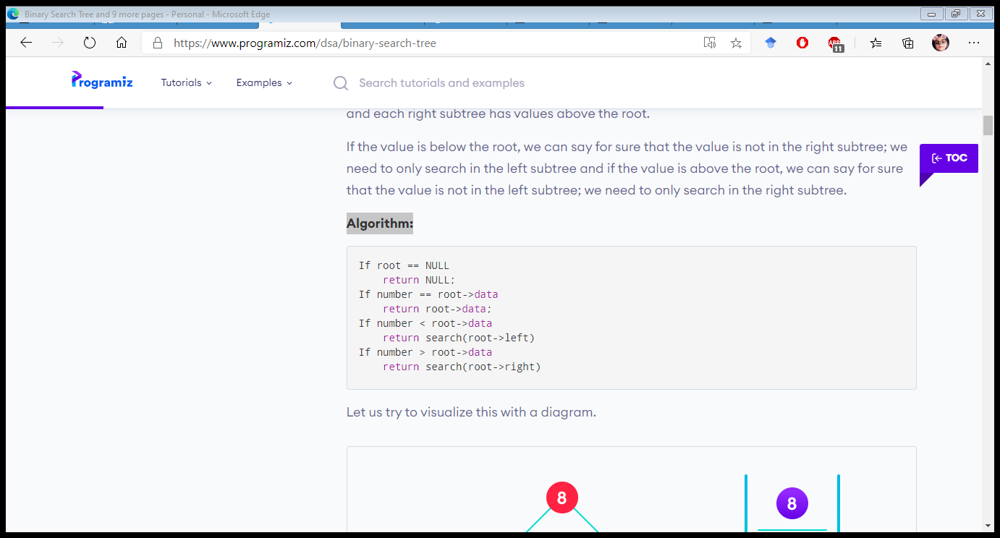 Binary Search Tree and 9 more pages - Personal - Microsoft Edge
https://www.programiz.com/dsa/binary-search-tree
11
Programiz
Tutorials
Examples
Search tutorials and examples
and each right subtree has values above the root.
If the value is below the root, we can say for sure that the value is not in the right subtree; we
need to only search in the left subtree and if the value is above the root, we can say for sure
that the value is not in the left subtree; we need to only search in the right subtree.
TOC
Algorithm:
If root == NULL
    return NULL;
If number == root->data
    return root->data;
If number < root->data
    return search(root->left)
If number > root->data
    return search(root->right)
Let us try to visualize this with a diagram.
8
8